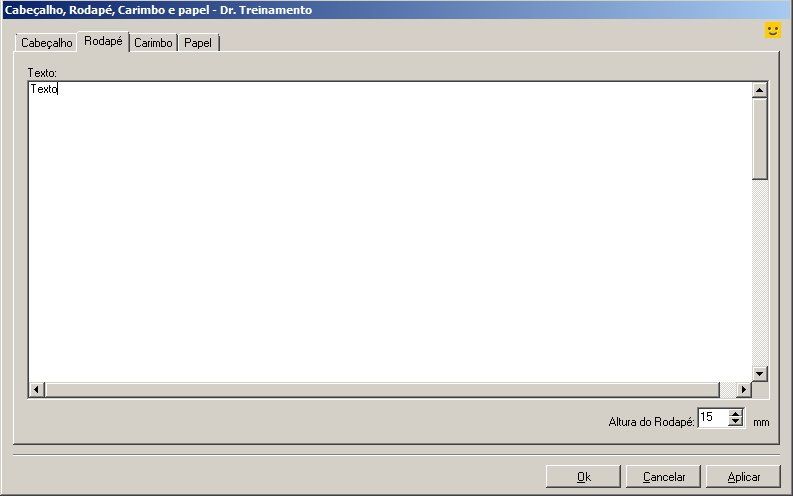 Cabeçalho, Rodapé, Carimbo e papel - Dr. Treinamento
Cabeçalho Rodapé Carimbo Papel
Texto:
Texto
Altura do Rodapé: 15 mm
Ok Cancelar Aplicar